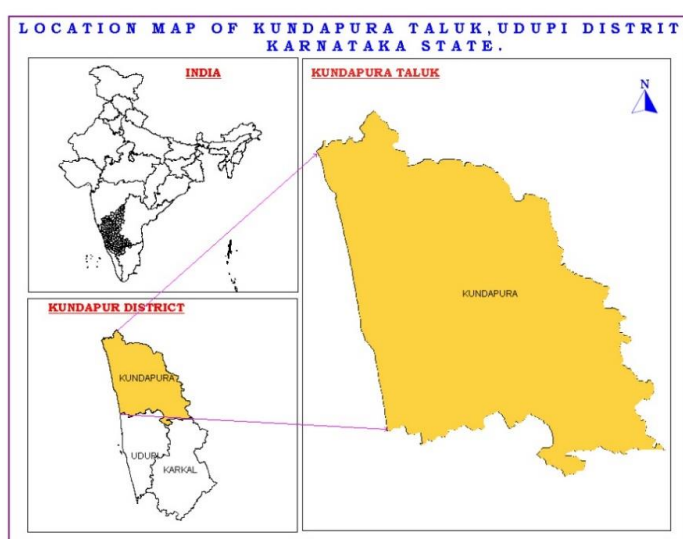 LOCATION MAP OF KUNDAPURA TALUK,UDUPI DISTRIT
KARNATAKA STATE.
INDIA
KUNDAPURA TALUK
N
KUNDAPURA
KUNDAPUR DISTRICT
KUNDAPURA
UDUPI
KARKAL